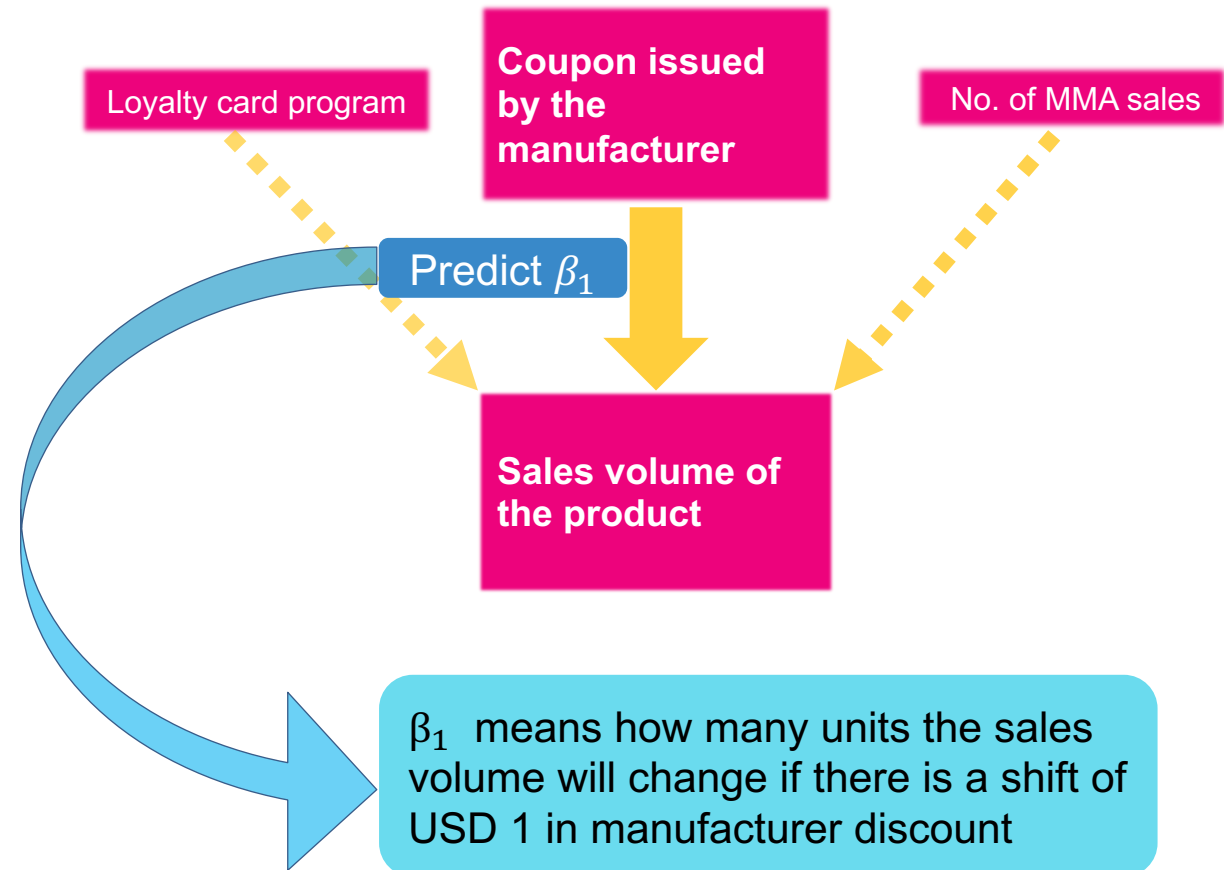 Coupon issued
by the
manufacturer
Loyalty card program
No. of MMA sales
Predict β₁
Sales volume of
the product
β₁ means how many units the sales
volume will change if there is a shift of
USD 1 in manufacturer discount